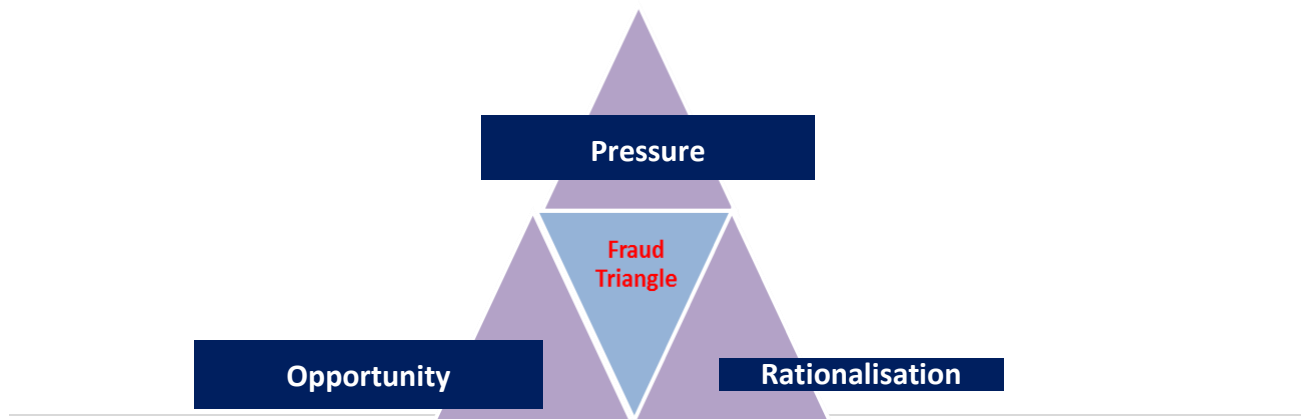 Pressure
Fraud
Triangle
Opportunity
Rationalisation